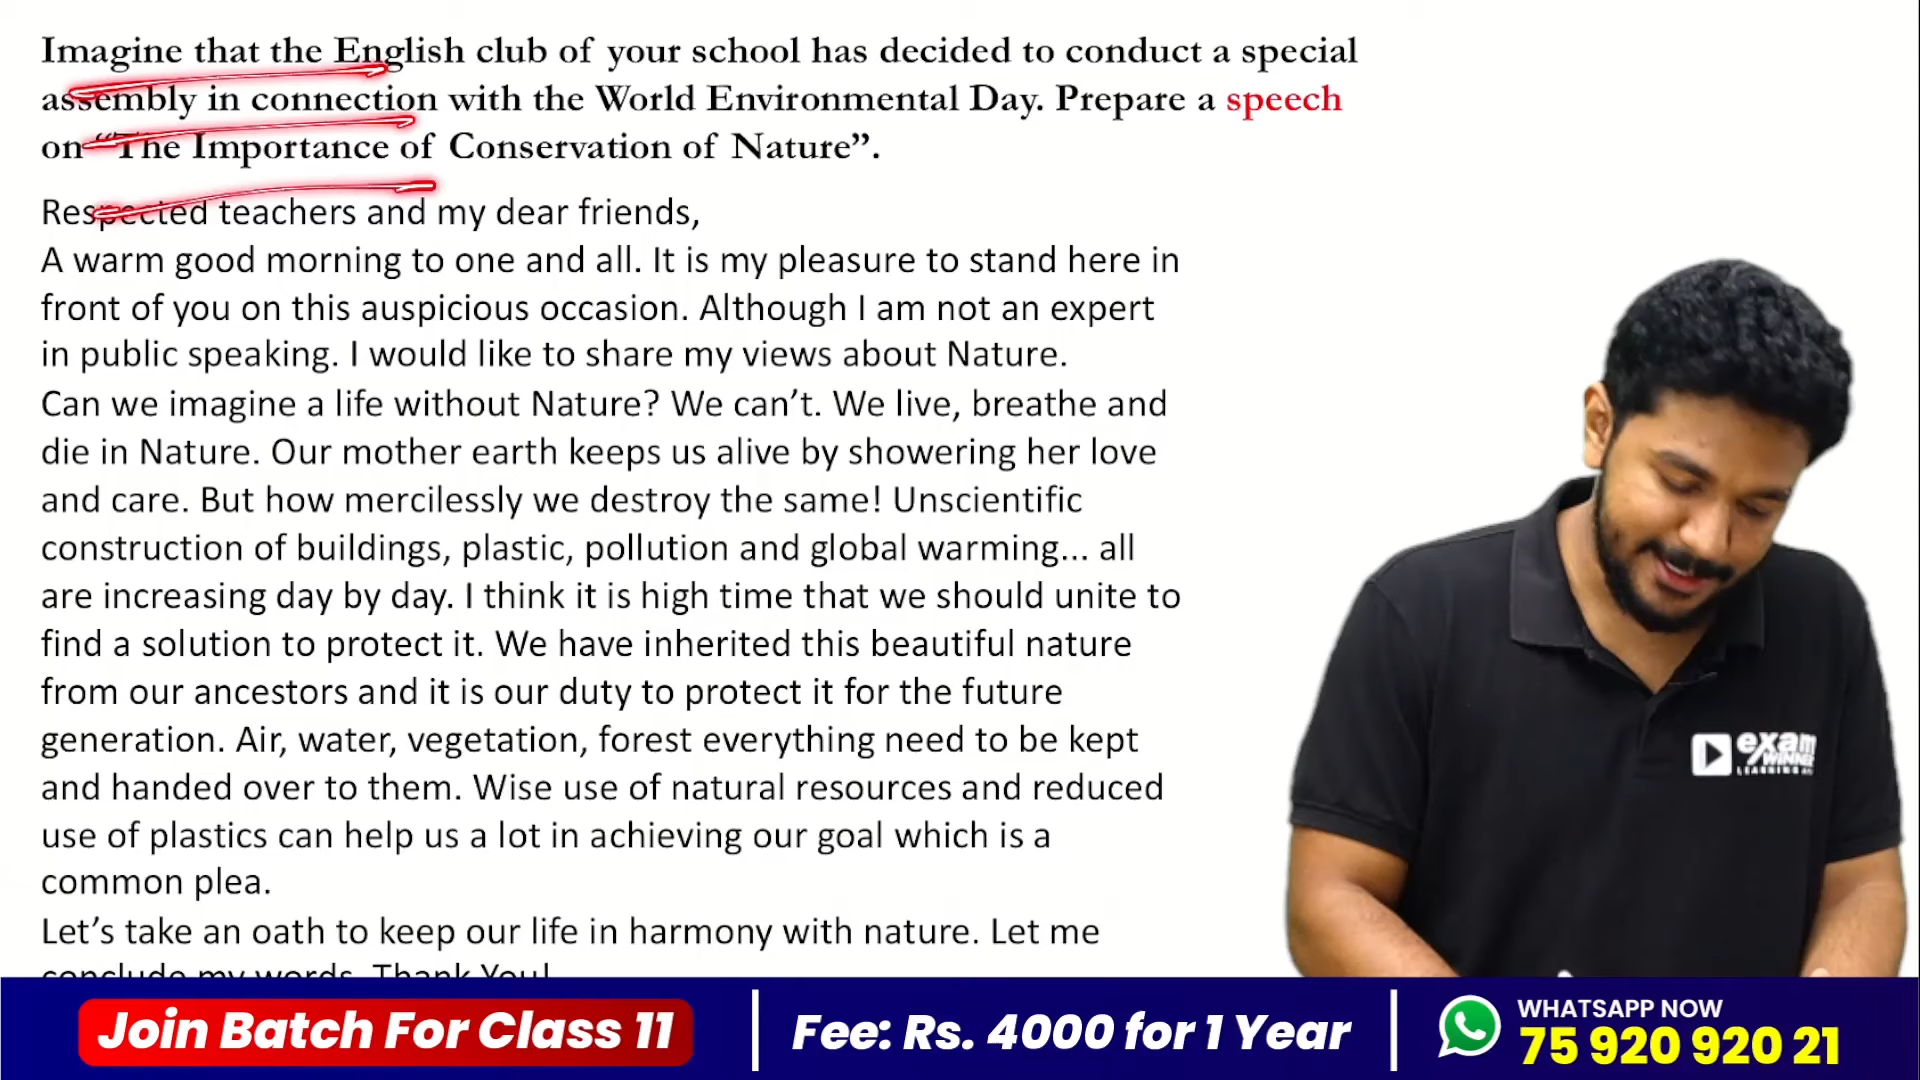 Imagine that the English club of your school has decided to conduct a special
assembly in connection with the World Environmental Day. Prepare a speech
on “The Importance of Conservation of Nature”.
Respected teachers and my dear friends,
A warm good morning to one and all. It is my pleasure to stand here in
front of you on this auspicious occasion. Although I am not an expert
in public speaking. I would like to share my views about Nature.
Can we imagine a life without Nature? We can’t. We live, breathe and
die in Nature. Our mother earth keeps us alive by showering her love
and care. But how mercilessly we destroy the same! Unscientific
construction of buildings, plastic, pollution and global warming... all
are increasing day by day. I think it is high time that we should unite to
find a solution to protect it. We have inherited this beautiful nature
from our ancestors and it is our duty to protect it for the future
generation. Air, water, vegetation, forest everything need to be kept
and handed over to them. Wise use of natural resources and reduced
use of plastics can help us a lot in achieving our goal which is a
common plea.
Let’s take an oath to keep our life in harmony with nature. Let me
conclude my words. Thank You!
exam
WINNER
LEARNING
Join Batch For Class 11
Fee: Rs. 4000 for 1 Year
WHATSAPP NOW
75 920 920 21